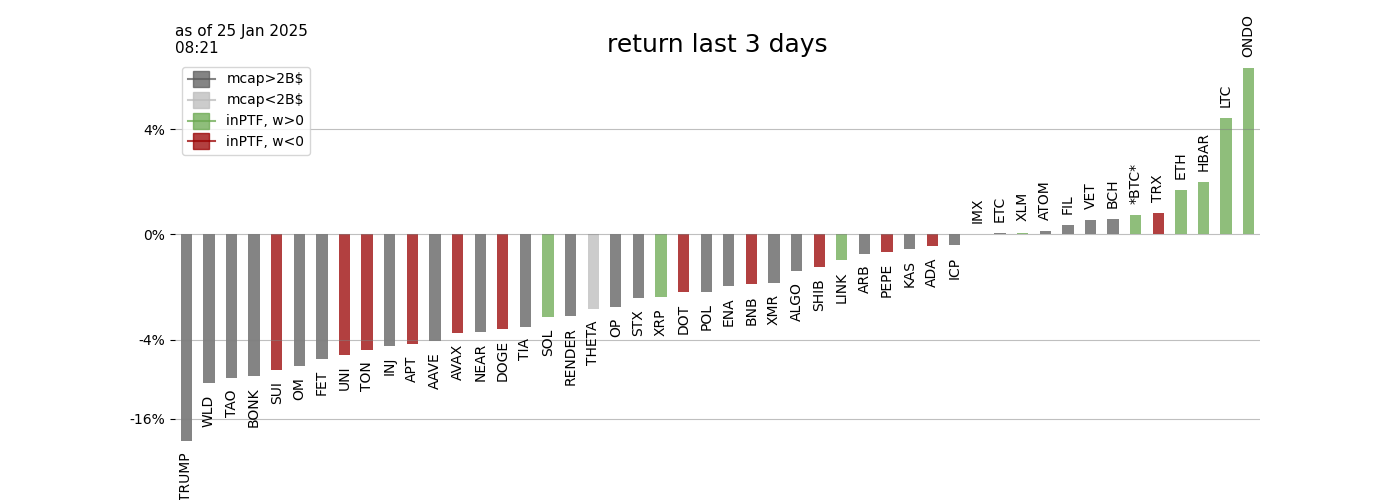 as of 25 Jan 2025
08:21
return last 3 days
mcap>2B$
mcap<2B$
inPTF, w>0
inPTF, w<0
4%
0%
-4%
-16%
TRUMP
WLD
TAO
BONK
SUI
OM
FET
UNI
TON
INJ
APT
AAVE
AVAX
NEAR
DOGE
TIA
SOL
RENDER
THETA
OP
STX
XRP
DOT
POL
ENA
BNB
XMR
ALGO
SHIB
LINK
ARB
PEPE
KAS
ADA
ICP
IMX
ETC
XLM
ATOM
FIL
VET
BCH
*BTC*
TRX
ETH
HBAR
LTC
ONDO